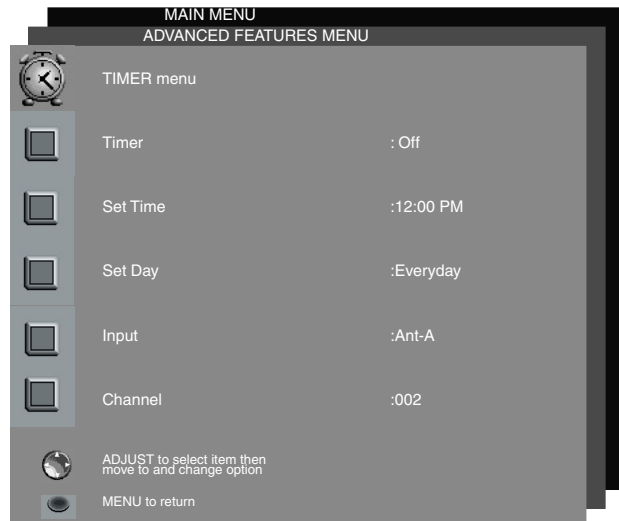 MAIN MENU
ADVANCED FEATURES MENU
TIMER menu
Timer : Off
Set Time :12:00 PM
Set Day :Everyday
Input :Ant-A
Channel :002
ADJUST to select item then
move to and change option
MENU to return